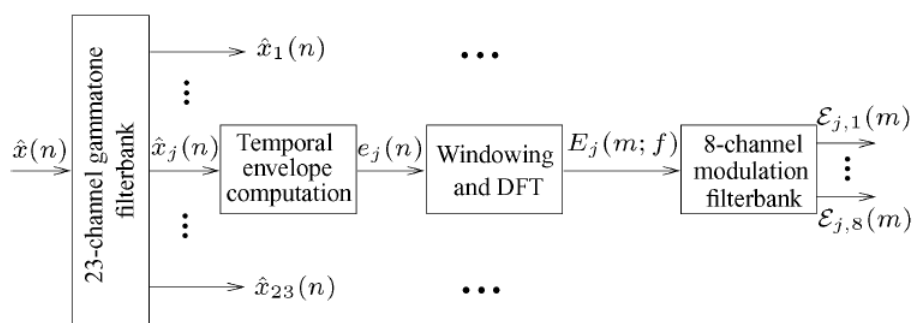 23-channel gammatone
filterbank
x̂(n)
x̂₁(n)
x̂ⱼ(n)
x̂₂₃(n)
Temporal
envelope
computation
eⱼ(n)
Windowing
and DFT
Eⱼ(m; f)
8-channel
modulation
filterbank
ℰⱼ,₁(m)
ℰⱼ,₈(m)